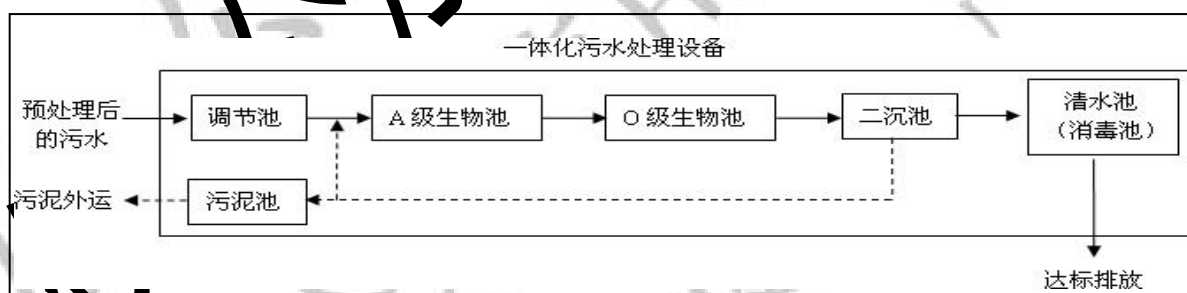 一体化污水处理设备
预处理后
的污水
调节池
A 级生物池
O 级生物池
二沉池
清水池
（消毒池）
污泥外运
污泥池
达标排放